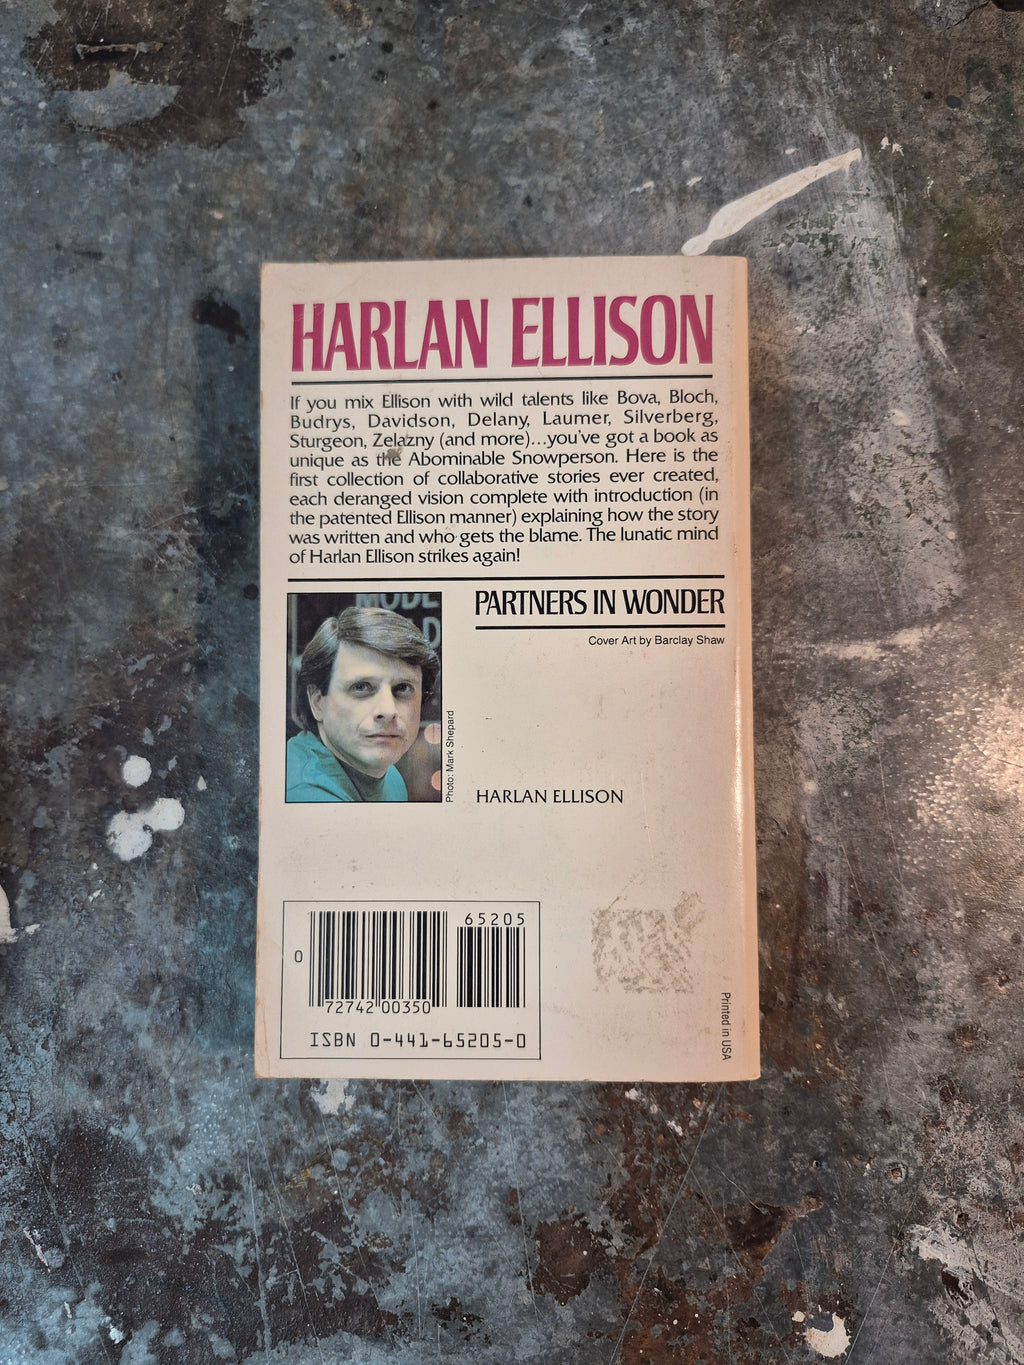 HARLAN ELLISON
If you mix Ellison with wild talents like Bova, Bloch,
Budrys, Davidson, Delany, Laumer, Silverberg,
Sturgeon, Zelazny (and more)...you've got a book as
unique as the Abominable Snowperson. Here is the
first collection of collaborative stories ever created,
each deranged vision complete with introduction (in
the patented Ellison manner) explaining how the story
was written and who gets the blame. The lunatic mind
of Harlan Ellison strikes again!
MODE
D
Photo: Mark Shepard
PARTNERS IN WONDER
Cover Art by Barclay Shaw
HARLAN ELLISON
65205
0
72742 00350
ISBN 0-441-65205-0
Printed in USA